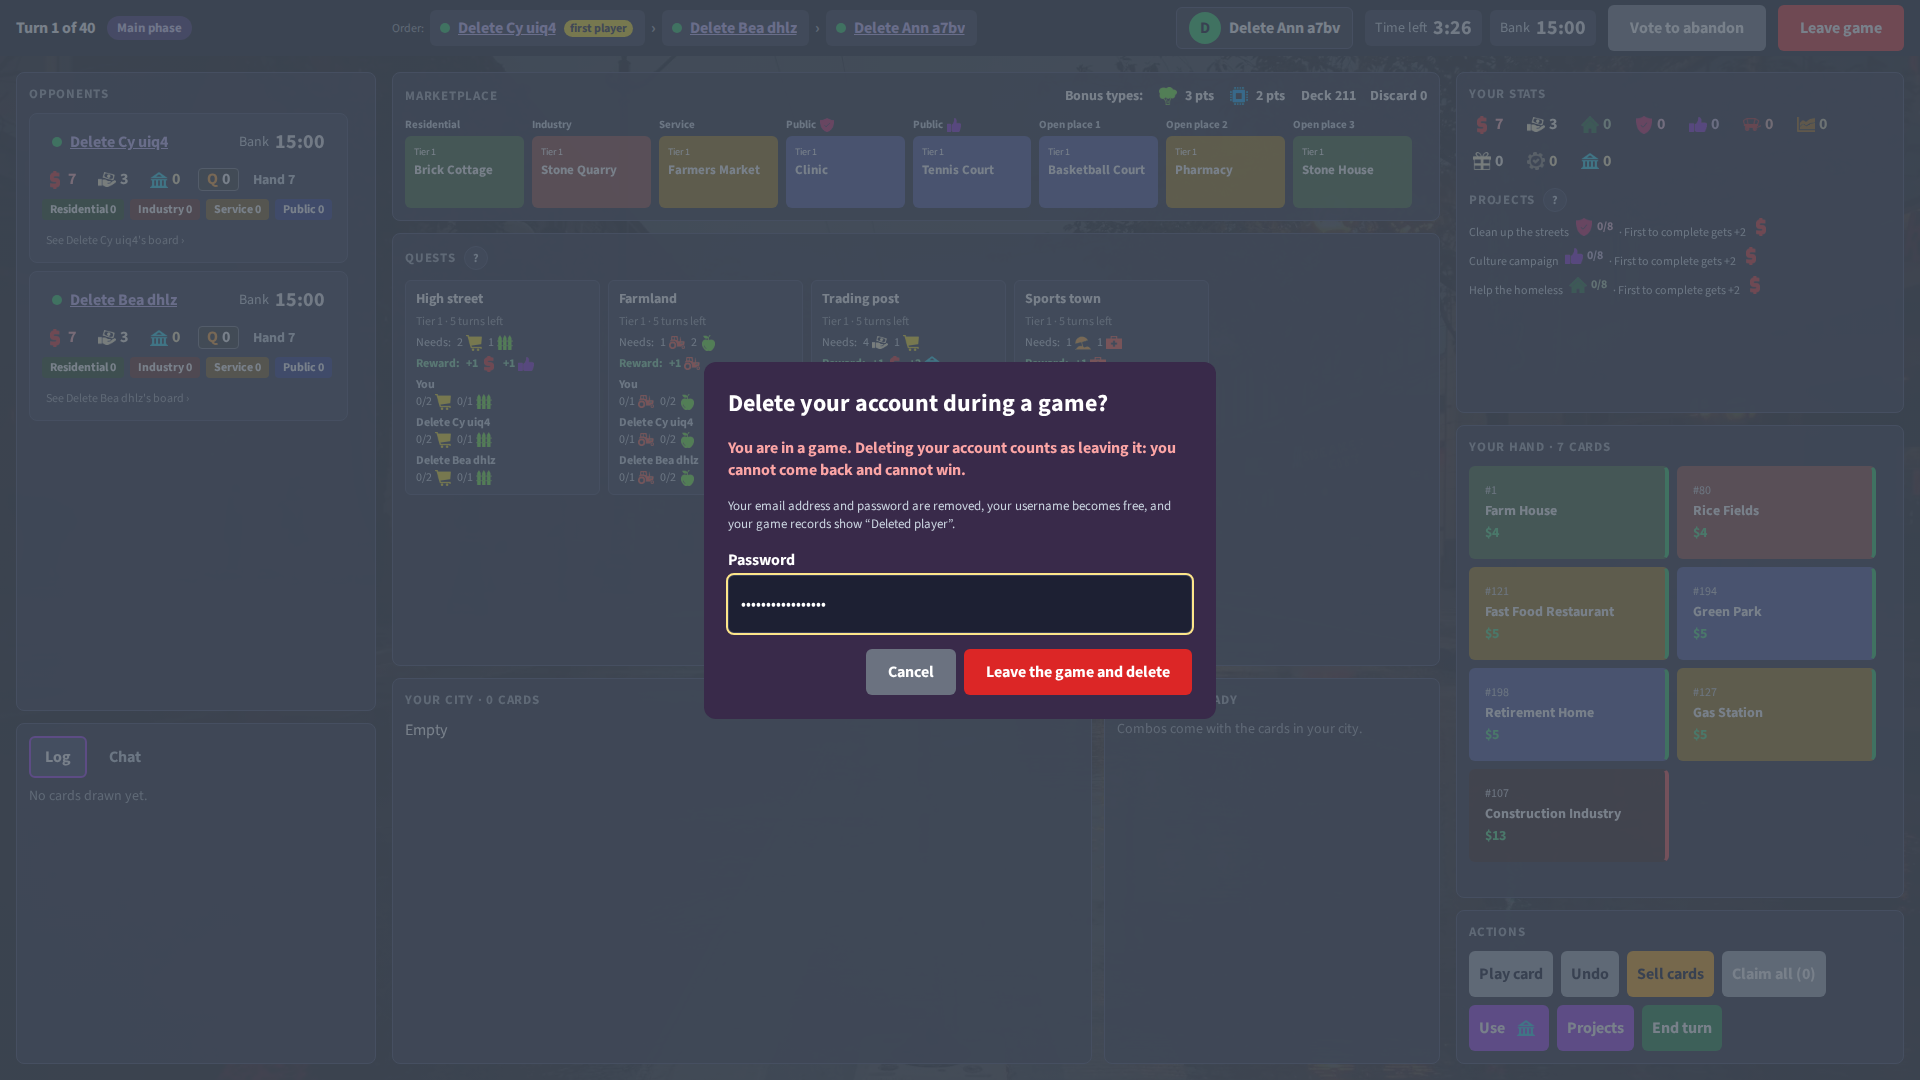 Turn 1 of 40 Main phase
Order: Delete Cy uiq4 first player › Delete Bea dhlz › Delete Ann a7bv
D Delete Ann a7bv Time left 3:26 Bank 15:00 Vote to abandon Leave game
OPPONENTS
Delete Cy uiq4 Bank 15:00
7 3 0 Q 0 Hand 7
Residential 0 Industry 0 Service 0 Public 0
See Delete Cy uiq4's board ›
Delete Bea dhlz Bank 15:00
7 3 0 Q 0 Hand 7
Residential 0 Industry 0 Service 0 Public 0
See Delete Bea dhlz's board ›
Log Chat
No cards drawn yet.
MARKETPLACE
Bonus types: 3 pts 2 pts Deck 211 Discard 0
Residential Industry Service Public Public Open place 1 Open place 2 Open place 3
Tier 1 Tier 1 Tier 1 Tier 1 Tier 1 Tier 1 Tier 1 Tier 1
Brick Cottage Stone Quarry Farmers Market Clinic Tennis Court Basketball Court Pharmacy Stone House
QUESTS ?
High street
Tier 1 · 5 turns left
Needs: 2 1
Reward: +1 +1
You
0/2 0/1
Delete Cy uiq4
0/2 0/1
Delete Bea dhlz
0/2 0/1
Farmland
Tier 1 · 5 turns left
Needs: 1 2
Reward: +1
You
0/1 0/2
Delete Cy uiq4
0/1 0/2
Delete Bea dhlz
0/1 0/2
Trading post
Tier 1 · 5 turns left
Needs: 4 1
Sports town
Tier 1 · 5 turns left
Needs: 1 1
Delete your account during a game?
You are in a game. Deleting your account counts as leaving it: you
cannot come back and cannot win.
Your email address and password are removed, your username becomes free, and
your game records show “Deleted player”.
Password
•••••••••••••••••
Cancel Leave the game and delete
YOUR CITY · 0 CARDS
Empty
ADY
Combos come with the cards in your city.
YOUR STATS
7 3 0 0 0 0 0
0 0 0
PROJECTS ?
Clean up the streets 0/8 · First to complete gets +2
Culture campaign 0/8 · First to complete gets +2
Help the homeless 0/8 · First to complete gets +2
YOUR HAND · 7 CARDS
#1
Farm House
$4
#80
Rice Fields
$4
#121
Fast Food Restaurant
$5
#194
Green Park
$5
#198
Retirement Home
$5
#127
Gas Station
$5
#107
Construction Industry
$13
ACTIONS
Play card Undo Sell cards Claim all (0)
Use Projects End turn